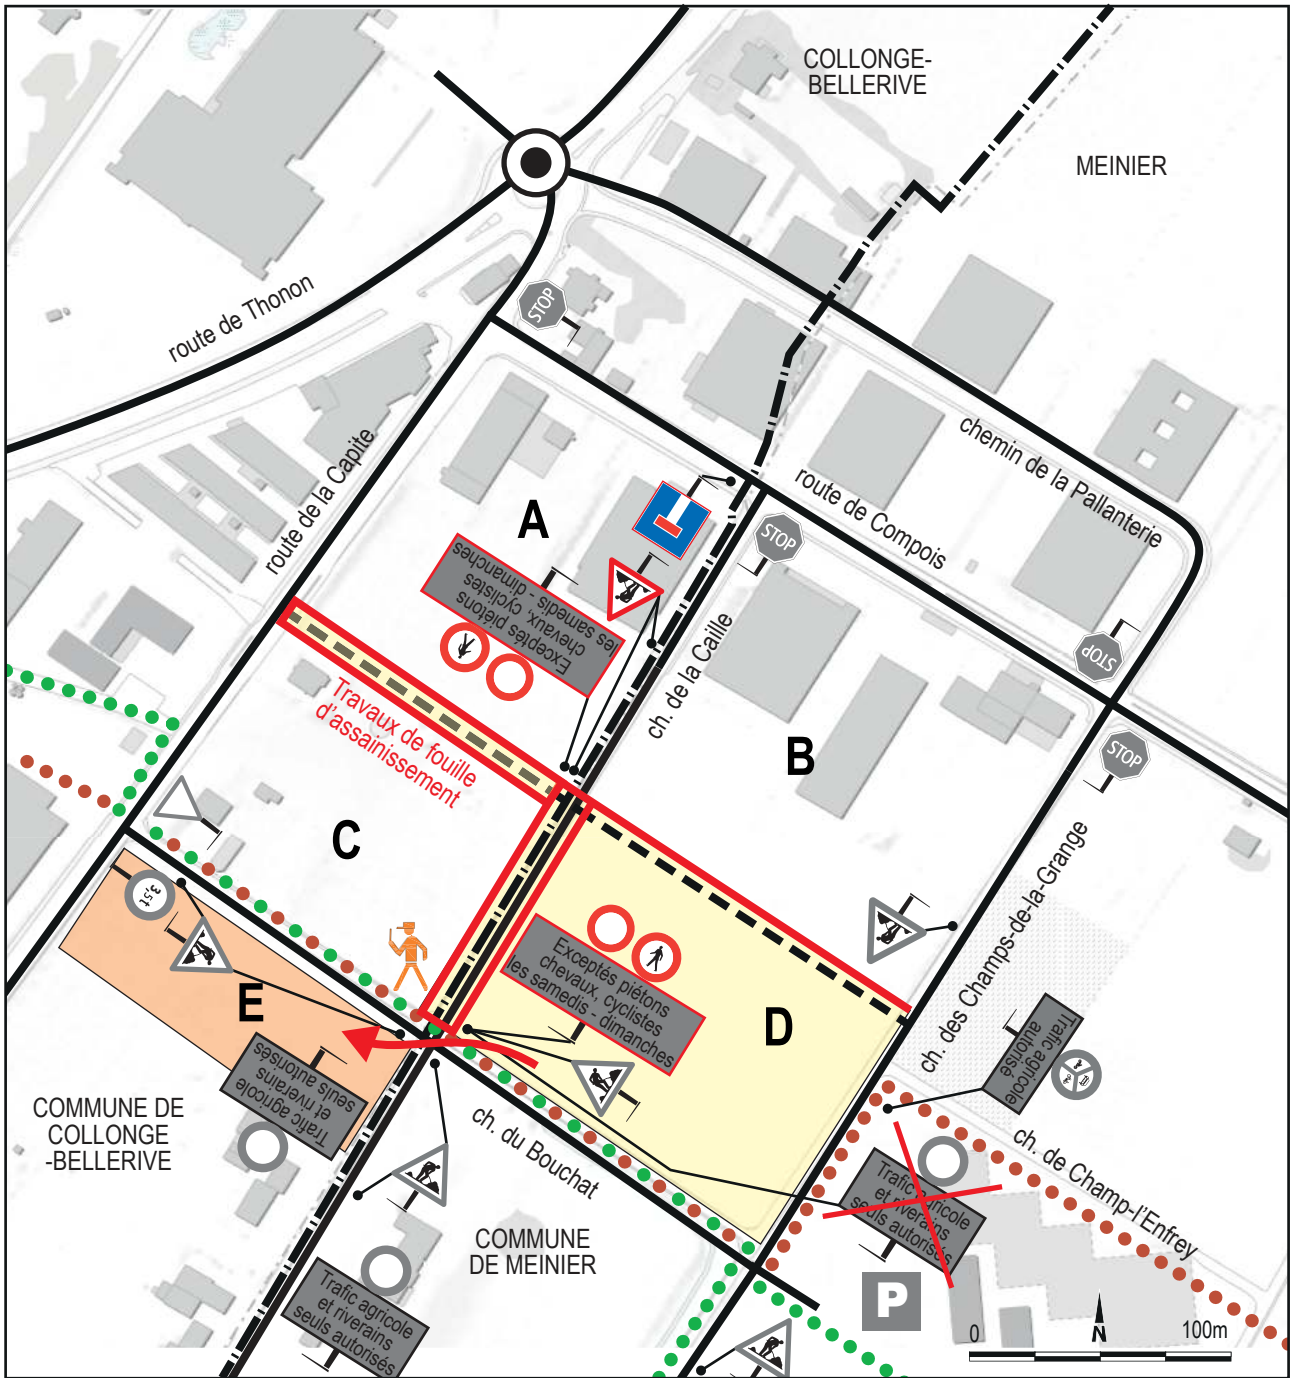 COLLONGE-
BELLERIVE
MEINIER
route de Thonon
STOP
route de la Capite
chemin de la Pallanterie
route de Compois
A
STOP
Exceptés piétons
chevaux, cyclistes
les samedis - dimanches
ch. de la Caille
STOP
Travaux de fouille
d'assainissement
B
STOP
C
3,5t
ch. des Champs-de-la-Grange
Exceptés piétons
chevaux, cyclistes
les samedis - dimanches
D
E
Trafic agricole
autorisé
Trafic agricole
et riverains
seuls autorisés
COMMUNE DE
COLLONGE
-BELLERIVE
ch. du Bouchat
ch. de Champ-l'Enfrey
Trafic agricole
et riverains
seuls autorisés
COMMUNE
DE MEINIER
Trafic agricole
et riverains
seuls autorisés
P
0
N
100m